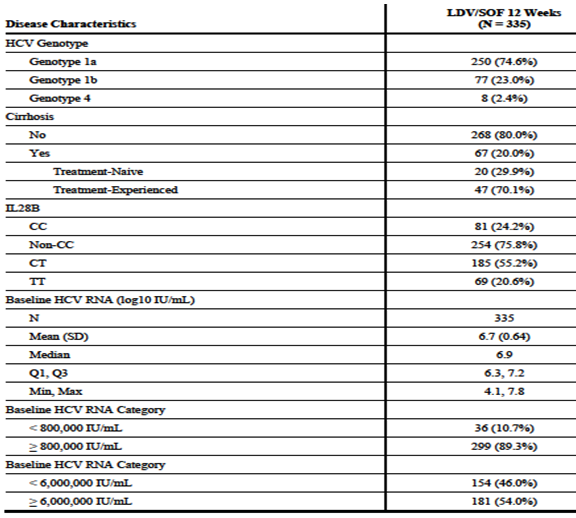 LDV/SOF 12 Weeks
Disease Characteristics (N = 335)
HCV Genotype
Genotype 1a 250 (74.6%)
Genotype 1b 77 (23.0%)
Genotype 4 8 (2.4%)
Cirrhosis
No 268 (80.0%)
Yes 67 (20.0%)
Treatment-Naive 20 (29.9%)
Treatment-Experienced 47 (70.1%)
IL28B
CC 81 (24.2%)
Non-CC 254 (75.8%)
CT 185 (55.2%)
TT 69 (20.6%)
Baseline HCV RNA (log10 IU/mL)
N 335
Mean (SD) 6.7 (0.64)
Median 6.9
Q1, Q3 6.3, 7.2
Min, Max 4.1, 7.8
Baseline HCV RNA Category
< 800,000 IU/mL 36 (10.7%)
≥ 800,000 IU/mL 299 (89.3%)
Baseline HCV RNA Category
< 6,000,000 IU/mL 154 (46.0%)
≥ 6,000,000 IU/mL 181 (54.0%)